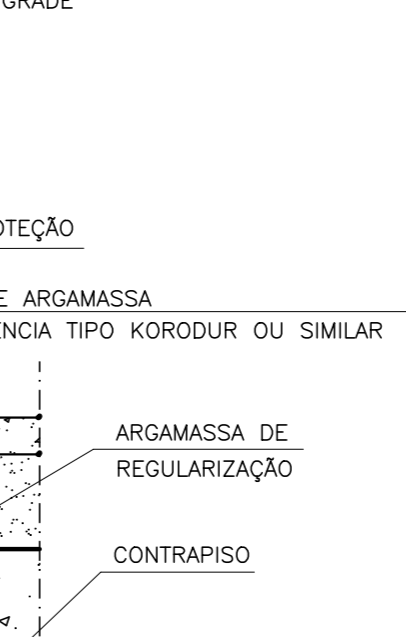 GRADE
OTEÇÃO
E ARGAMASSA
ENCIA TIPO KORODUR OU SIMILAR
ARGAMASSA DE
REGULARIZAÇÃO
CONTRAPISO